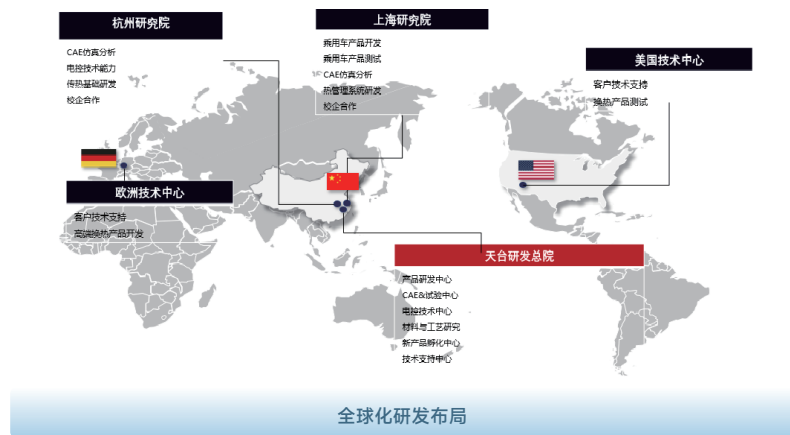 杭州研究院
CAE仿真分析
电控技术能力
传热基础研发
校企合作
上海研究院
乘用车产品开发
乘用车产品测试
CAE仿真分析
热管理系统研发
校企合作
美国技术中心
客户技术支持
换热产品测试
欧洲技术中心
客户技术支持
高端换热产品开发
天台研发总院
产品研发中心
CAE&试验中心
电控技术中心
材料与工艺研究
新产品孵化中心
技术支持中心
全球化研发布局